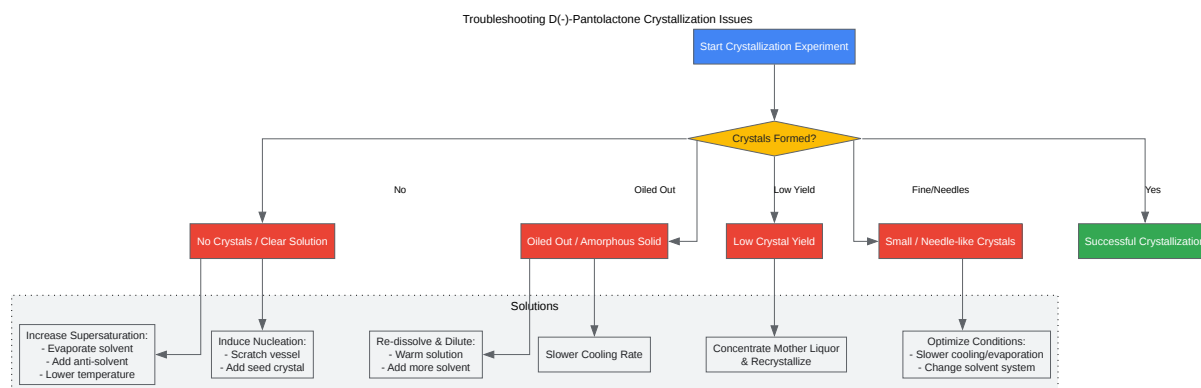 Troubleshooting D(-)-Pantolactone Crystallization Issues
Start Crystallization Experiment
Crystals Formed?
No
Oiled Out
Low Yield
Fine/Needles
Yes
No Crystals / Clear Solution
Oiled Out / Amorphous Solid
Low Crystal Yield
Small / Needle-like Crystals
Successful Crystallization
Solutions
Increase Supersaturation:
- Evaporate solvent
- Add anti-solvent
- Lower temperature
Induce Nucleation:
- Scratch vessel
- Add seed crystal
Re-dissolve & Dilute:
- Warm solution
- Add more solvent
Slower Cooling Rate
Concentrate Mother Liquor
& Recrystallize
Optimize Conditions:
- Slower cooling/evaporation
- Change solvent system